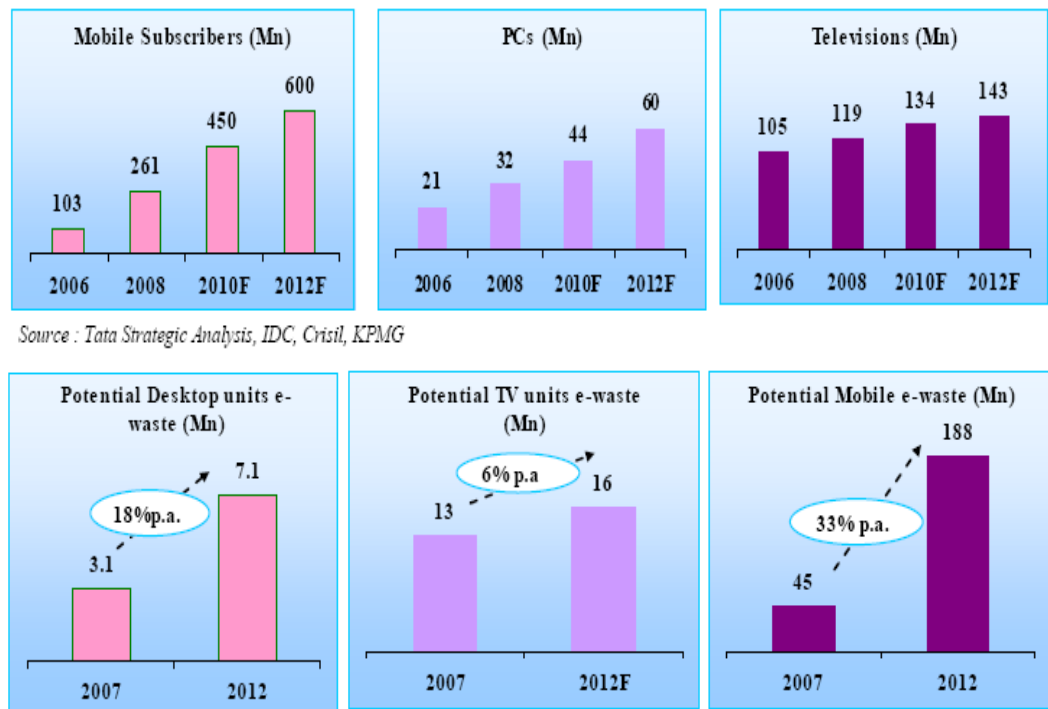 Mobile Subscribers (Mn)
103
261
450
600
2006 2008 2010F 2012F
PCs (Mn)
21
32
44
60
2006 2008 2010F 2012F
Televisions (Mn)
105
119
134
143
2006 2008 2010F 2012F
Source : Tata Strategic Analysis, IDC, Crisil, KPMG
Potential Desktop units e-
waste (Mn)
7.1
18%p.a.
3.1
2007 2012
Potential TV units e-waste
(Mn)
6% p.a
13
16
2007 2012F
Potential Mobile e-waste (Mn)
188
33% p.a.
45
2007 2012